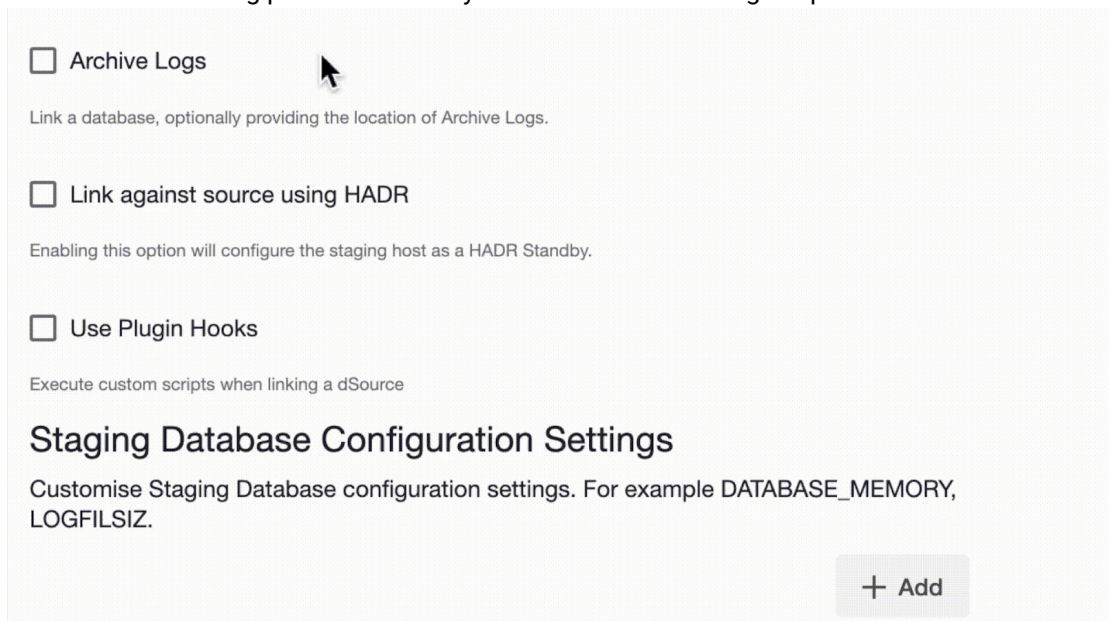 Archive Logs
Link a database, optionally providing the location of Archive Logs.
Link against source using HADR
Enabling this option will configure the staging host as a HADR Standby.
Use Plugin Hooks
Execute custom scripts when linking a dSource
Staging Database Configuration Settings
Customise Staging Database configuration settings. For example DATABASE_MEMORY,
LOGFILSIZ.
+ Add